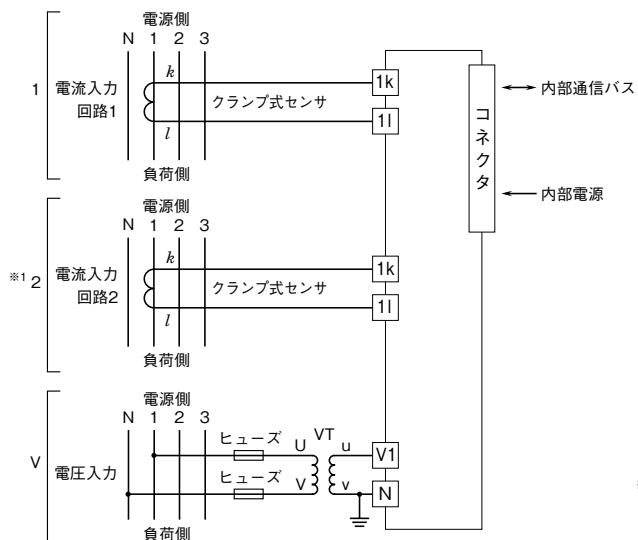 電源側
N 1 2 3
1 電流入力
回路1
k
l
クランプ式センサ
1k
1l
負荷側
コネクタ
内部通信バス
内部電源
電源側
N 1 2 3
※1 2 電流入力
回路2
k
l
クランプ式センサ
1k
1l
負荷側
電源側
N 1 2 3
V 電圧入力
ヒューズ
ヒューズ
U VT u
V v
V1
N
負荷側